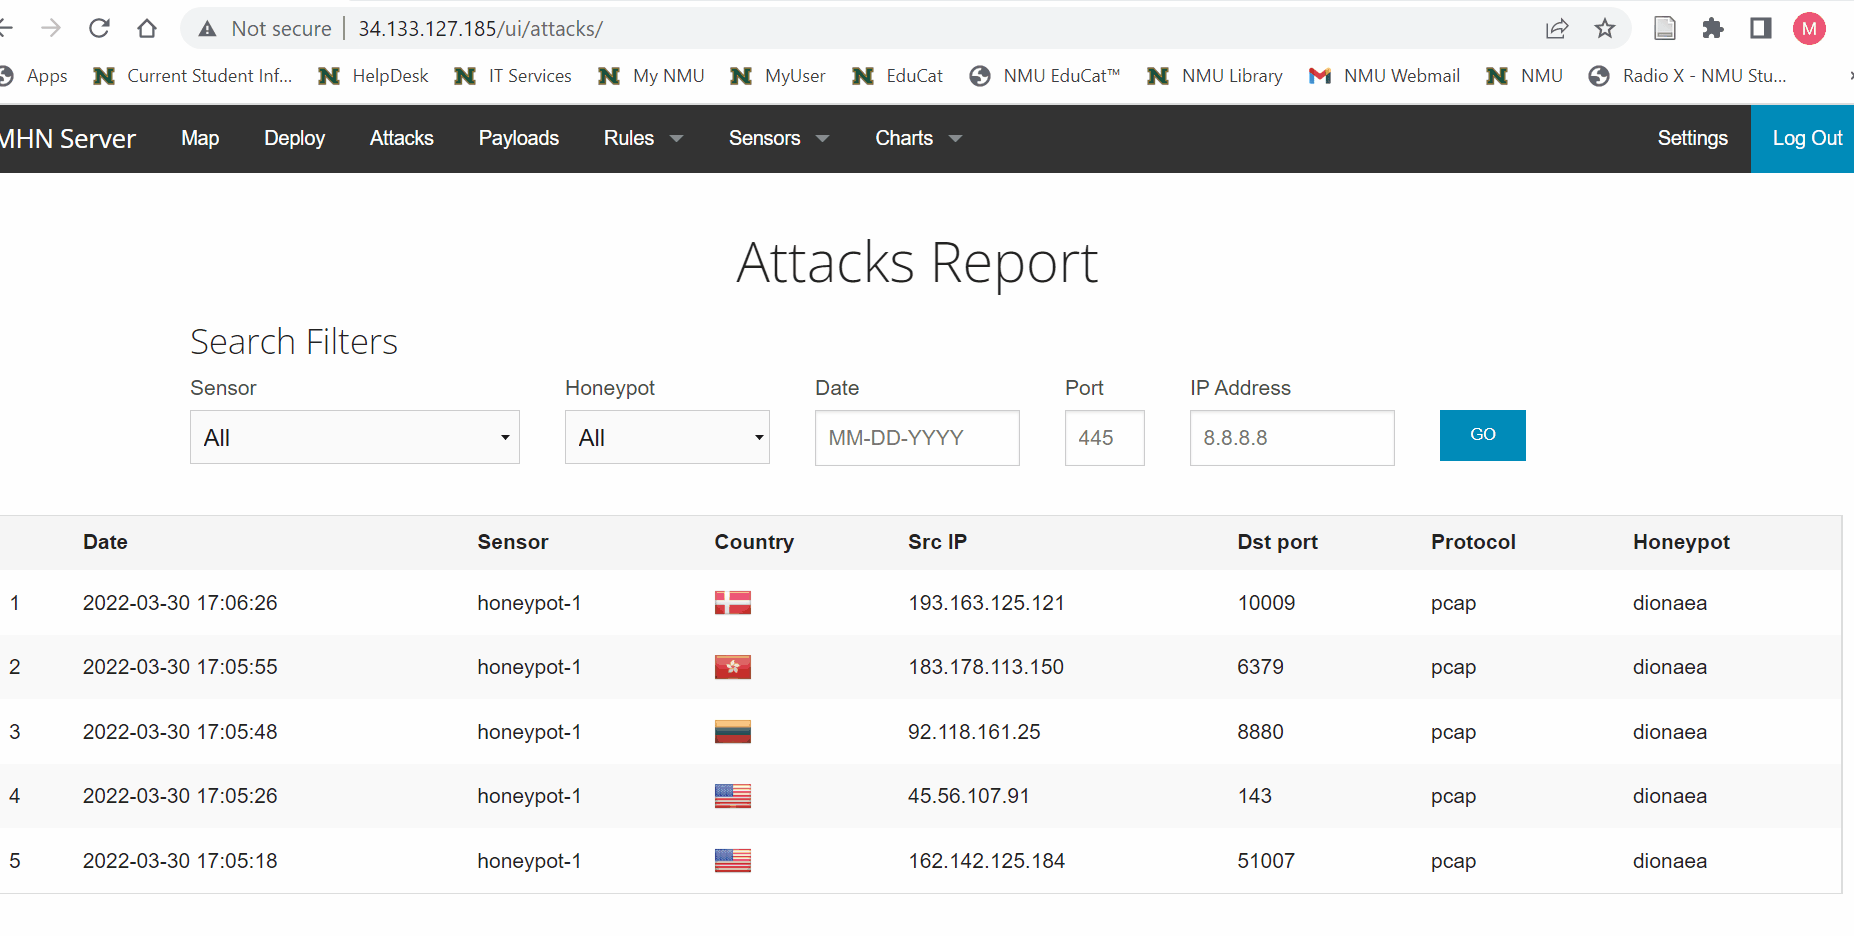 Not secure 34.133.127.185/ui/attacks/ M
Apps N Current Student Inf... N HelpDesk N IT Services N My NMU N MyUser N EduCat NMU EduCat™ N NMU Library NMU Webmail N NMU Radio X - NMU Stu...
MHN Server Map Deploy Attacks Payloads Rules Sensors Charts Settings Log Out
Attacks Report
Search Filters
Sensor Honeypot Date Port IP Address
All All MM-DD-YYYY 445 8.8.8.8 GO
Date Sensor Country Src IP Dst port Protocol Honeypot
1 2022-03-30 17:06:26 honeypot-1 193.163.125.121 10009 pcap dionaea
2 2022-03-30 17:05:55 honeypot-1 183.178.113.150 6379 pcap dionaea
3 2022-03-30 17:05:48 honeypot-1 92.118.161.25 8880 pcap dionaea
4 2022-03-30 17:05:26 honeypot-1 45.56.107.91 143 pcap dionaea
5 2022-03-30 17:05:18 honeypot-1 162.142.125.184 51007 pcap dionaea